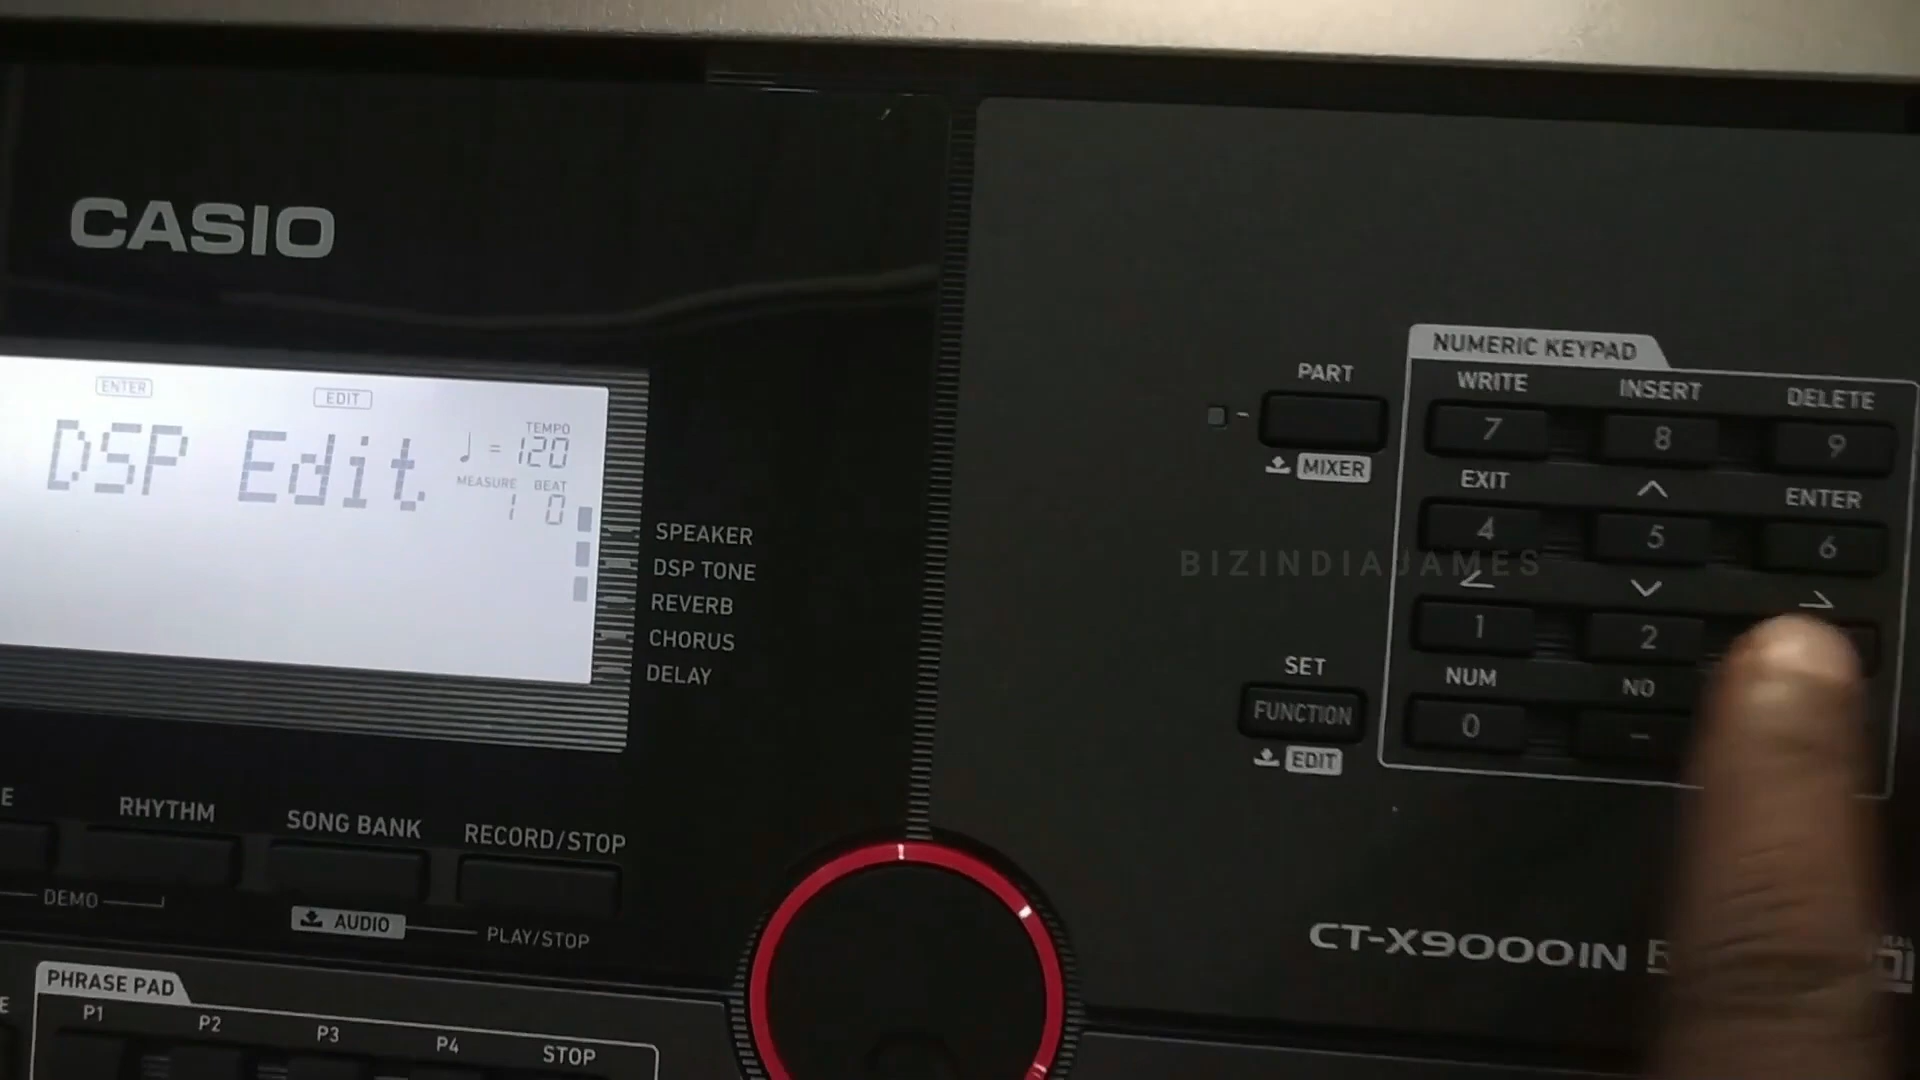 CASIO
ENTER
EDIT
DSP Edit
TEMPO
♩ = 120
MEASURE BEAT
1 0
SPEAKER
DSP TONE
REVERB
CHORUS
DELAY
RHYTHM
SONG BANK
RECORD/STOP
DEMO
AUDIO
PLAY/STOP
PHRASE PAD
P1
P2
P3
P4
STOP
PART
MIXER
SET
FUNCTION
EDIT
NUMERIC KEYPAD
WRITE INSERT DELETE
7 8 9
EXIT ENTER
4 5 6
1 2
NUM NO
0 -
BIZINDIAJAMES
CT-X9000IN